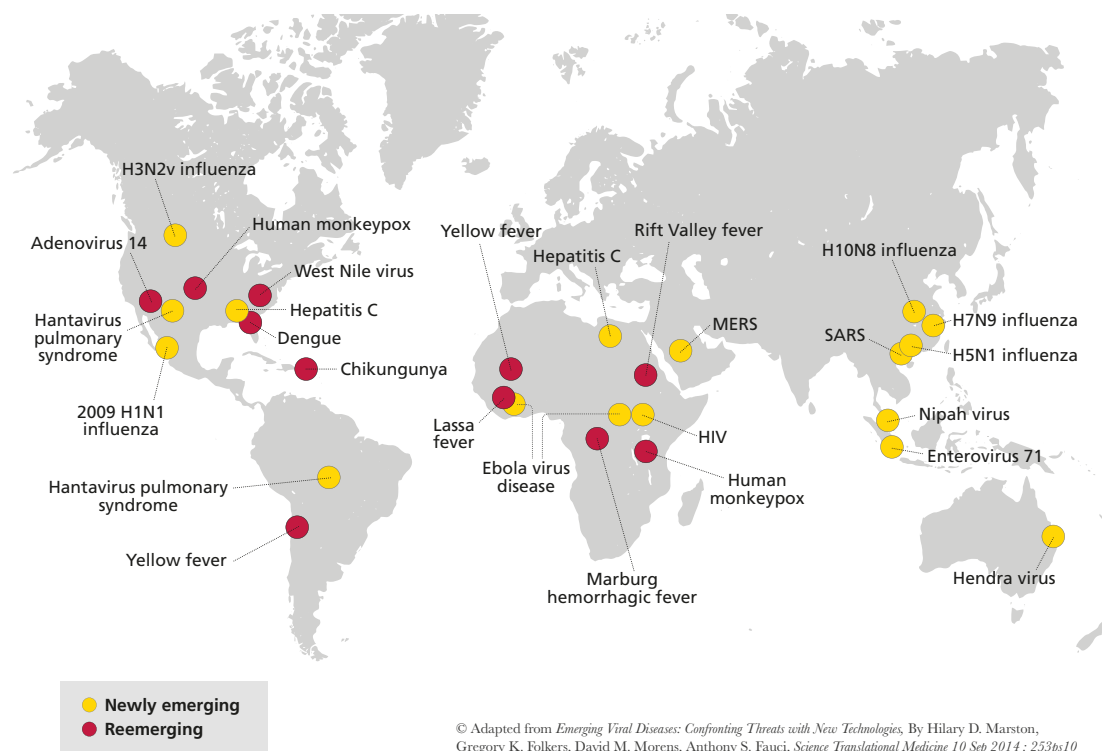 H3N2v influenza
Human monkeypox
Adenovirus 14
West Nile virus
Hepatitis C
Hantavirus
pulmonary
syndrome
Dengue
Chikungunya
2009 H1N1
influenza
Hantavirus pulmonary
syndrome
Yellow fever
Yellow fever
Rift Valley fever
Hepatitis C
MERS
Lassa
fever
HIV
Ebola virus
disease
Human
monkeypox
Marburg
hemorrhagic fever
H10N8 influenza
H7N9 influenza
SARS
H5N1 influenza
Nipah virus
Enterovirus 71
Hendra virus
Newly emerging
Reemerging
© Adapted from Emerging Viral Diseases: Confronting Threats with New Technologies, By Hilary D. Marston,
Gregory K. Folkers, David M. Morens, Anthony S. Fauci, Science Translational Medicine 10 Sep 2014 : 253ps10